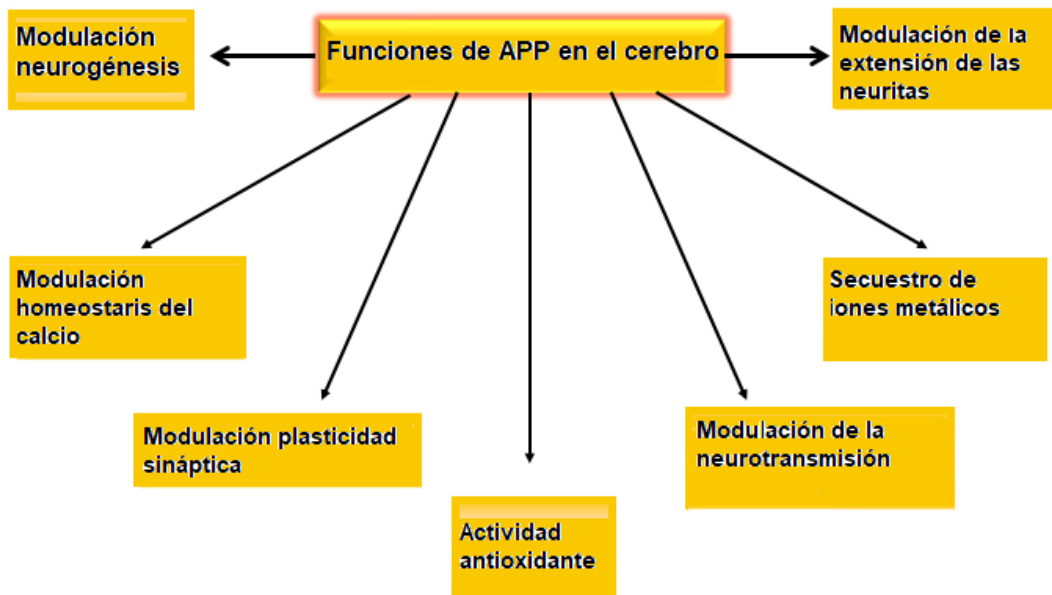 Modulación
neurogénesis
Funciones de APP en el cerebro
Modulación de la
extensión de las
neuritas
Modulación
homeostaris del
calcio
Secuestro de
iones metálicos
Modulación plasticidad
sináptica
Modulación de la
neurotransmisión
Actividad
antioxidante